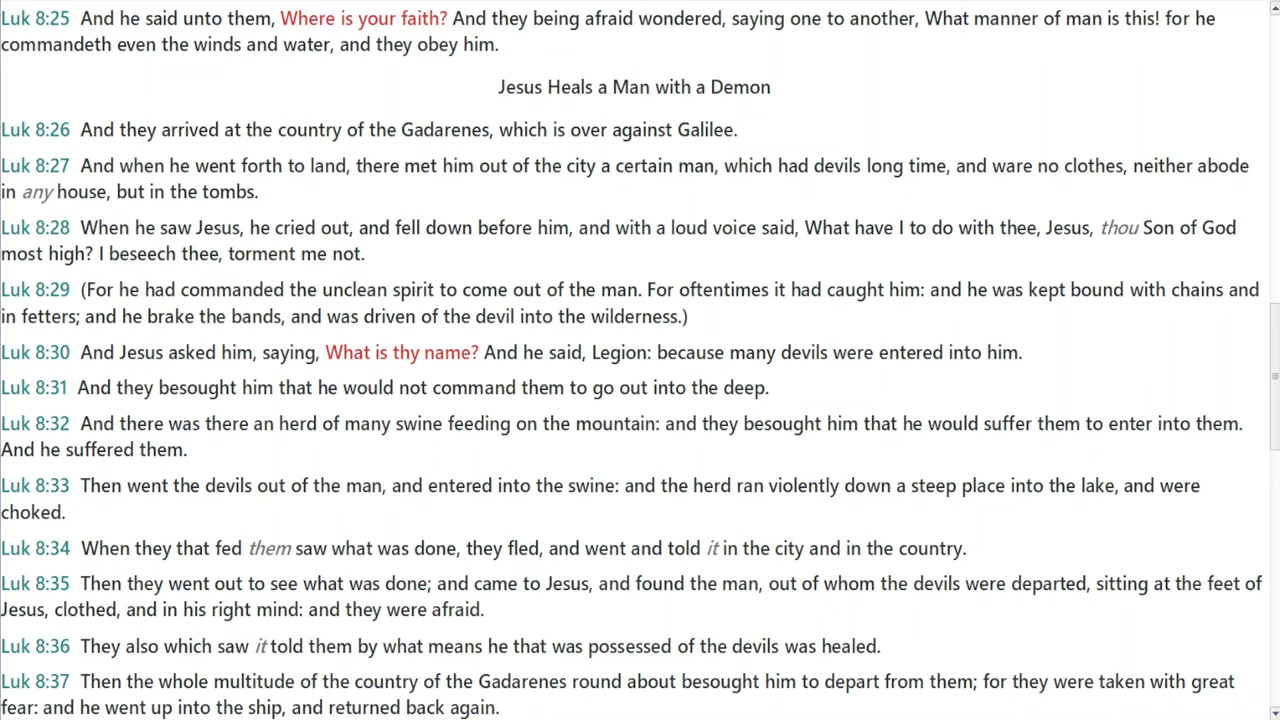 Luk 8:25 And he said unto them, Where is your faith? And they being afraid wondered, saying one to another, What manner of man is this! for he
commandeth even the winds and water, and they obey him.
Jesus Heals a Man with a Demon
Luk 8:26 And they arrived at the country of the Gadarenes, which is over against Galilee.
Luk 8:27 And when he went forth to land, there met him out of the city a certain man, which had devils long time, and ware no clothes, neither abode
in any house, but in the tombs.
Luk 8:28 When he saw Jesus, he cried out, and fell down before him, and with a loud voice said, What have I to do with thee, Jesus, thou Son of God
most high? I beseech thee, torment me not.
Luk 8:29 (For he had commanded the unclean spirit to come out of the man. For oftentimes it had caught him: and he was kept bound with chains and
in fetters; and he brake the bands, and was driven of the devil into the wilderness.)
Luk 8:30 And Jesus asked him, saying, What is thy name? And he said, Legion: because many devils were entered into him.
Luk 8:31 And they besought him that he would not command them to go out into the deep.
Luk 8:32 And there was there an herd of many swine feeding on the mountain: and they besought him that he would suffer them to enter into them.
And he suffered them.
Luk 8:33 Then went the devils out of the man, and entered into the swine: and the herd ran violently down a steep place into the lake, and were
choked.
Luk 8:34 When they that fed them saw what was done, they fled, and went and told it in the city and in the country.
Luk 8:35 Then they went out to see what was done; and came to Jesus, and found the man, out of whom the devils were departed, sitting at the feet of
Jesus, clothed, and in his right mind: and they were afraid.
Luk 8:36 They also which saw it told them by what means he that was possessed of the devils was healed.
Luk 8:37 Then the whole multitude of the country of the Gadarenes round about besought him to depart from them; for they were taken with great
fear: and he went up into the ship, and returned back again.